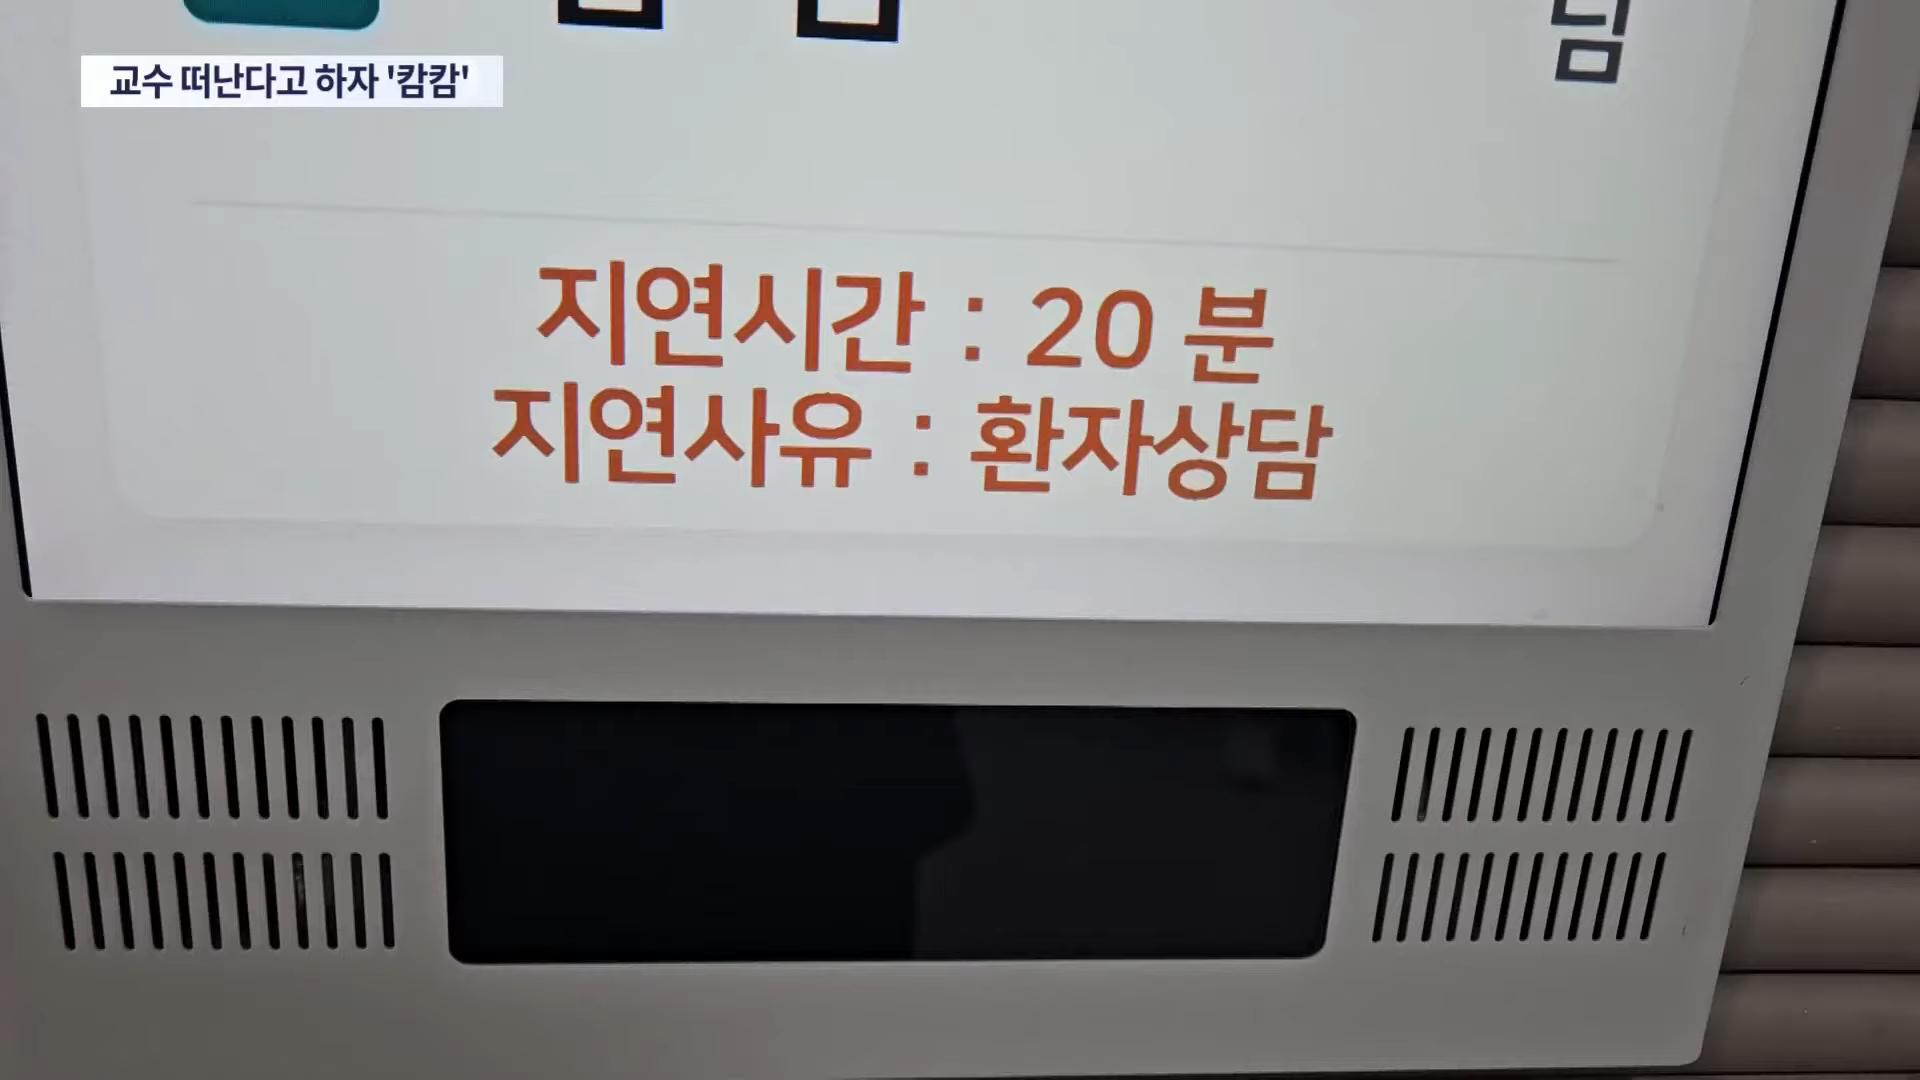 교수 떠난다고 하자 '캄캄'
지연시간 : 20 분
지연사유 : 환자상담